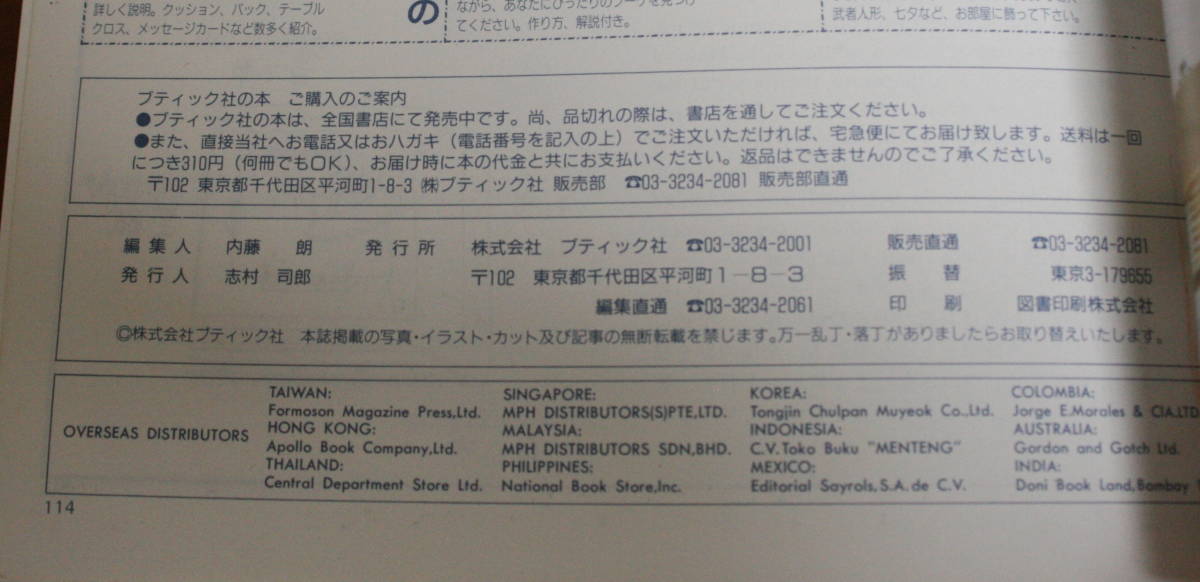 詳しく説明。クッション、バック、テーブル
クロス、メッセージカードなど数多く紹介。
の
てください。作り方、解説付き。
武者人形、七夕など、お部屋に飾って下さい。
ブティック社の本 ご購入のご案内
●ブティック社の本は、全国書店にて発売中です。尚、品切れの際は、書店を通してご注文ください。
●また、直接当社へお電話又はおハガキ（電話番号を記入の上）でご注文いただければ、宅急便にてお届け致します。送料は一回
につき310円（何冊でもOK）、お届け時に本の代金と共にお支払いください。返品はできませんのでご了承ください。
〒102 東京都千代田区平河町1-8-3 ㈱ブティック社 販売部 ☎03-3234-2081 販売部直通
編集人 内藤 朗 発行所 株式会社 ブティック社 ☎03-3234-2001 販売直通 ☎03-3234-2081
発行人 志村 司郎 〒102 東京都千代田区平河町1-8-3 振替 東京3-179655
編集直通 ☎03-3234-2061 印刷 図書印刷株式会社
©株式会社ブティック社 本誌掲載の写真・イラスト・カット及び記事の無断転載を禁じます。万一乱丁・落丁がありましたらお取り替えいたします。
OVERSEAS DISTRIBUTORS
TAIWAN:
Formoson Magazine Press,Ltd.
HONG KONG:
Apollo Book Company,Ltd.
THAILAND:
Central Department Store Ltd.
SINGAPORE:
MPH DISTRIBUTORS(S)PTE,LTD.
MALAYSIA:
MPH DISTRIBUTORS SDN,BHD.
PHILIPPINES:
National Book Store,Inc.
KOREA:
Tongjin Chulpan Muyeok Co.,Ltd.
INDONESIA:
C.V.Toko Buku "MENTENG"
MEXICO:
Editorial Sayrols,S.A.de C.V.
COLOMBIA:
Jorge E.Morales & CIA,LTD
AUSTRALIA:
Gordon and Gotch Ltd.
INDIA:
Doni Book Land,Bombay
114